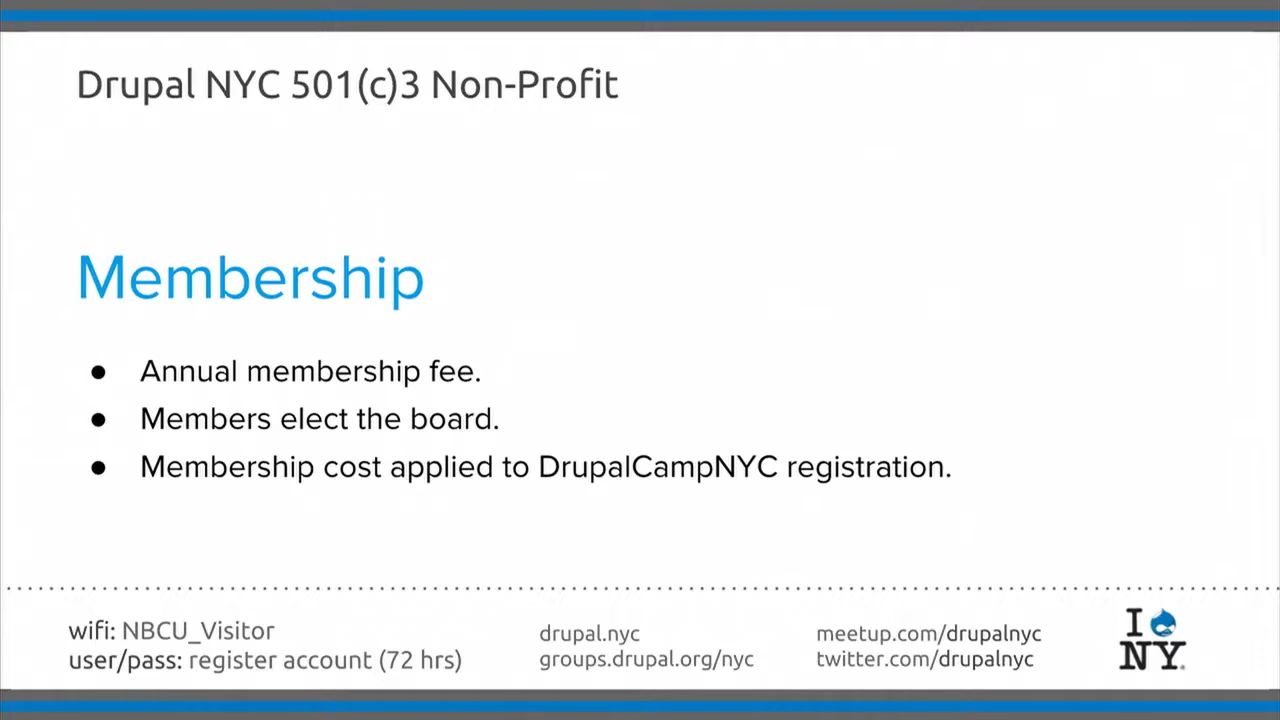 Drupal NYC 501(c)3 Non-Profit
Membership
● Annual membership fee.
● Members elect the board.
● Membership cost applied to DrupalCampNYC registration.
wifi: NBCU_Visitor
user/pass: register account (72 hrs)
drupal.nyc
groups.drupal.org/nyc
meetup.com/drupalnyc
twitter.com/drupalnyc
I
NY